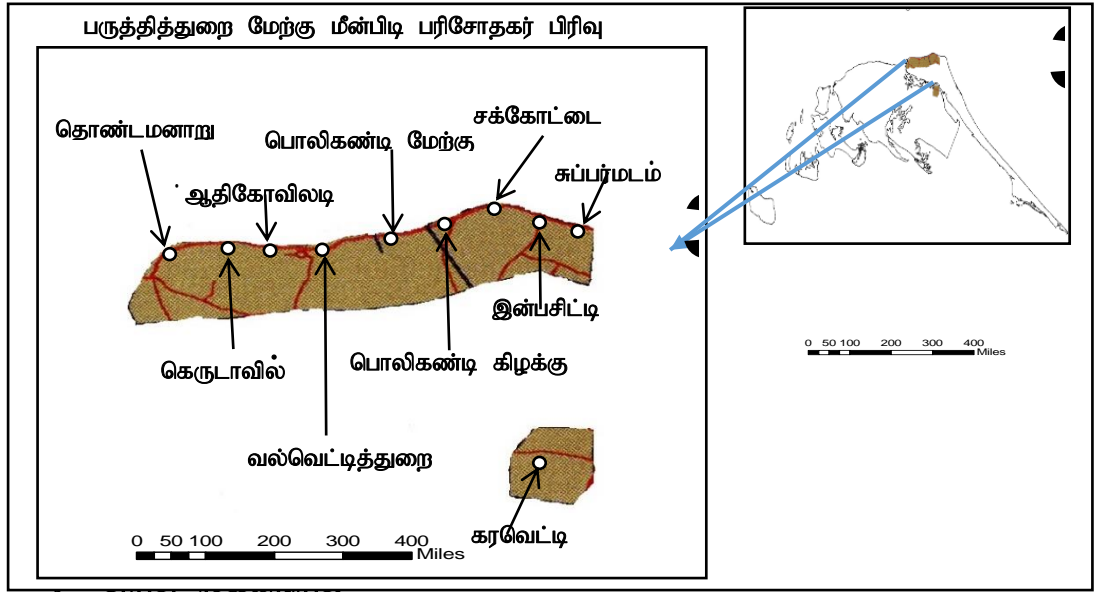 பருத்தித்துறை மேற்கு மீன்பிடி பரிசோதகர் பிரிவு
தொண்டமனாறு
பொலிகண்டி மேற்கு
சக்கோட்டை
ஆதிகோவிலடி
சுப்பர்மடம்
இன்பசிட்டி
கெருடாவில்
பொலிகண்டி கிழக்கு
வல்வெட்டித்துறை
கரவெட்டி
0 50 100 200 300 400
Miles
0 50 100 200 300 400
Miles